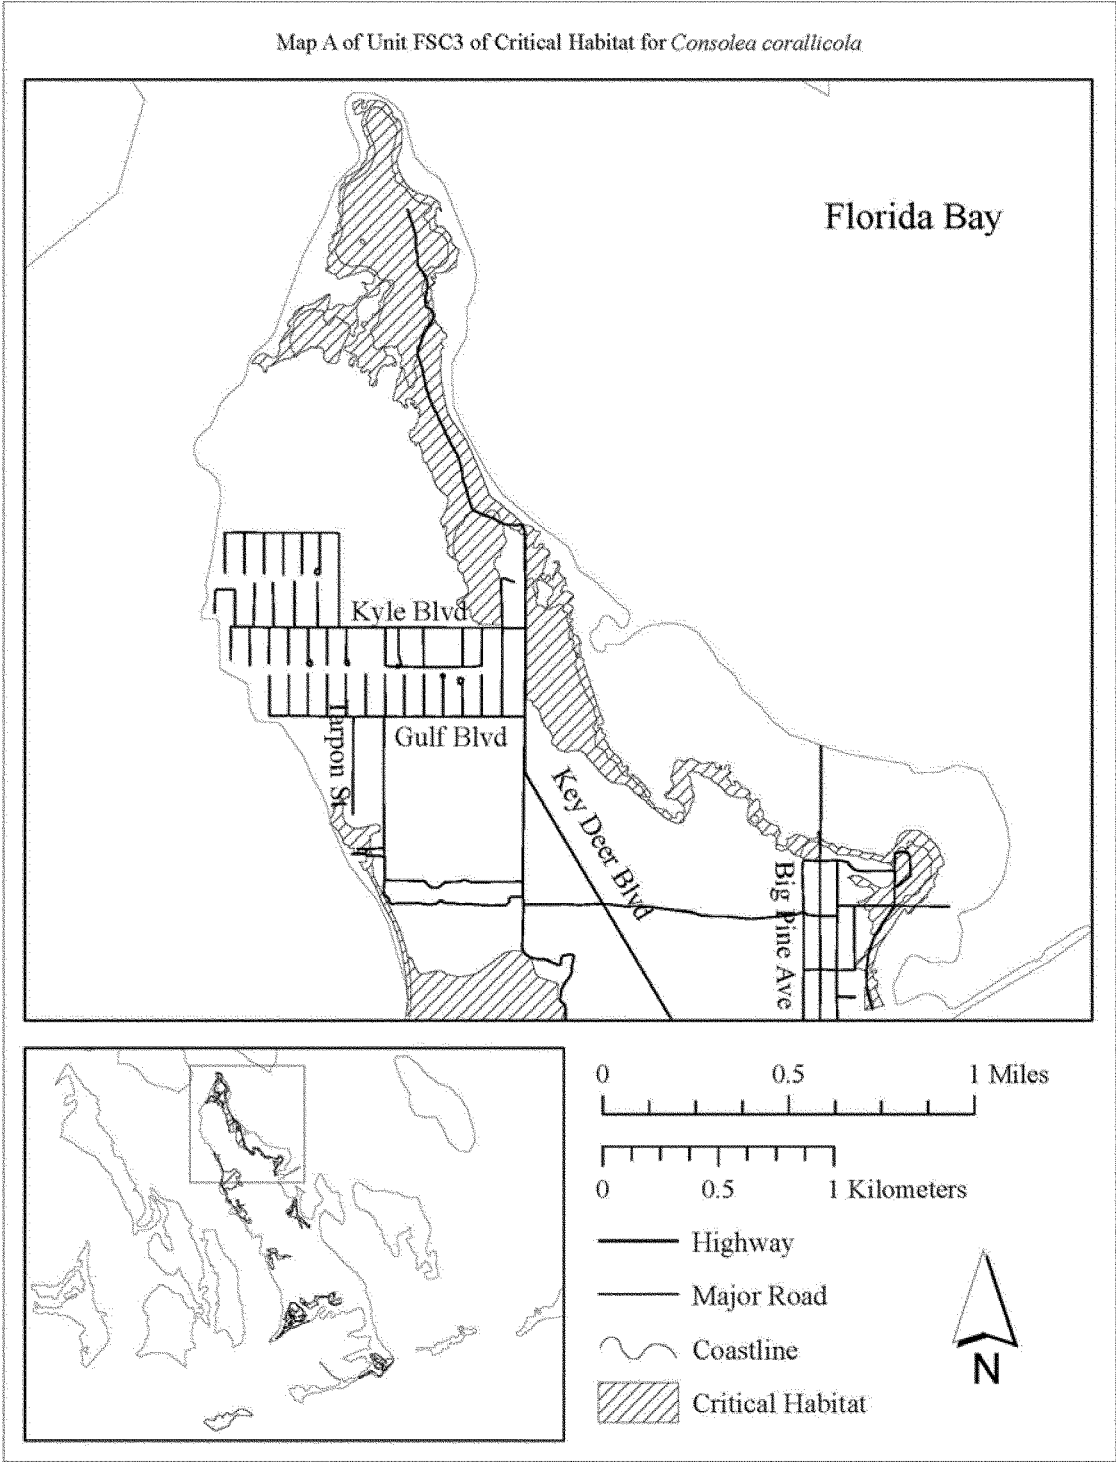 Map A of Unit FSC3 of Critical Habitat for Consolea corallicola
Florida Bay
Kyle Blvd
Tarpon St
Gulf Blvd
Key Deer Blvd
Big Pine Ave
0 0.5 1 Miles
0 0.5 1 Kilometers
Highway
Major Road
Coastline
Critical Habitat
N